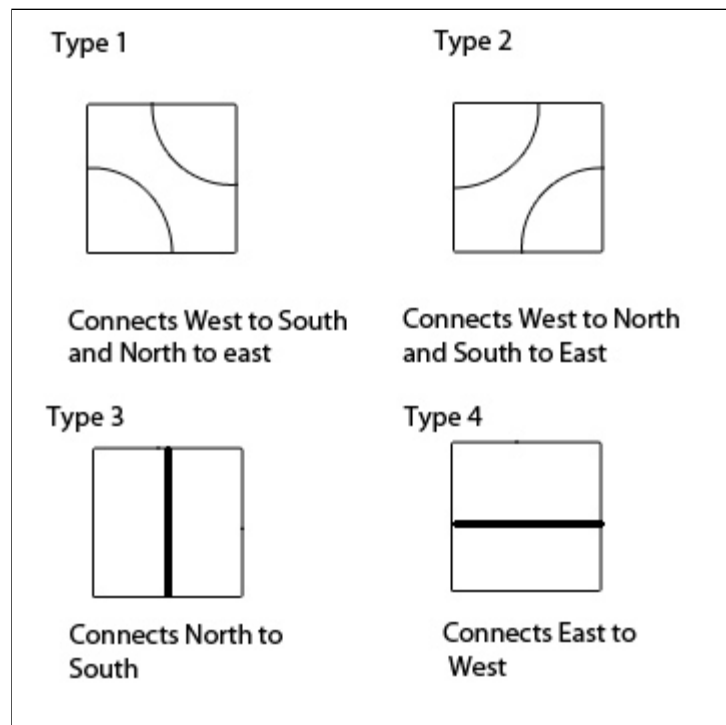 Type 1
Type 2
Connects West to South
and North to east
Connects West to North
and South to East
Type 3
Type 4
Connects North to
South
Connects East to
West